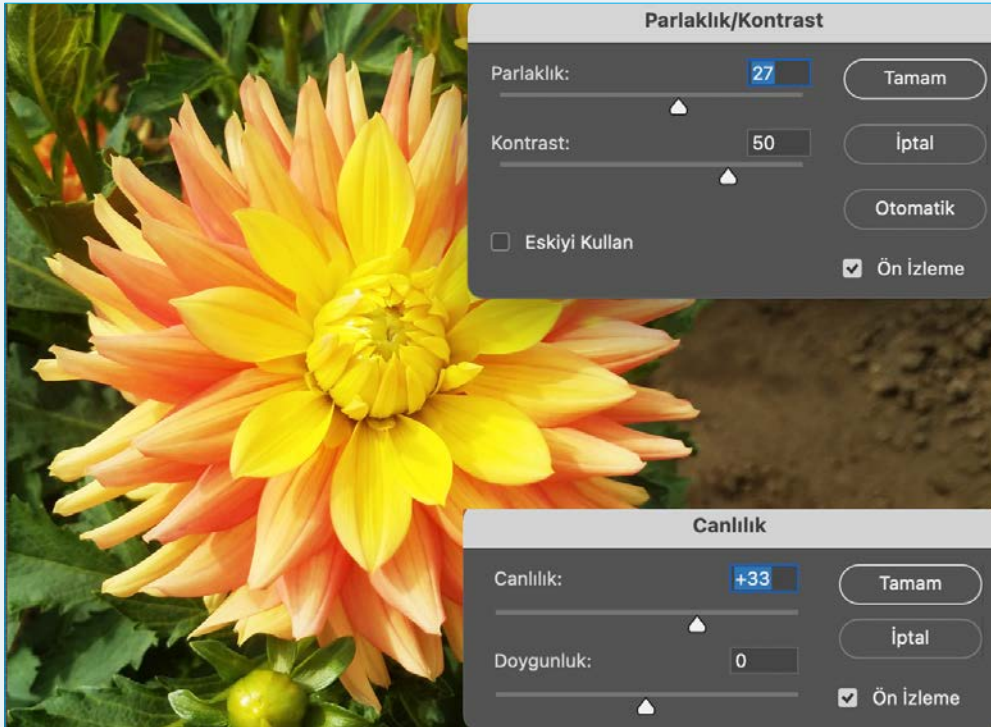 Parlaklık/Kontrast
Parlaklık: 27 Tamam
Kontrast: 50 İptal
Otomatik
Eskiyi Kullan
Ön İzleme
Canlılık
Canlılık: +33 Tamam
İptal
Doygunluk: 0
Ön İzleme